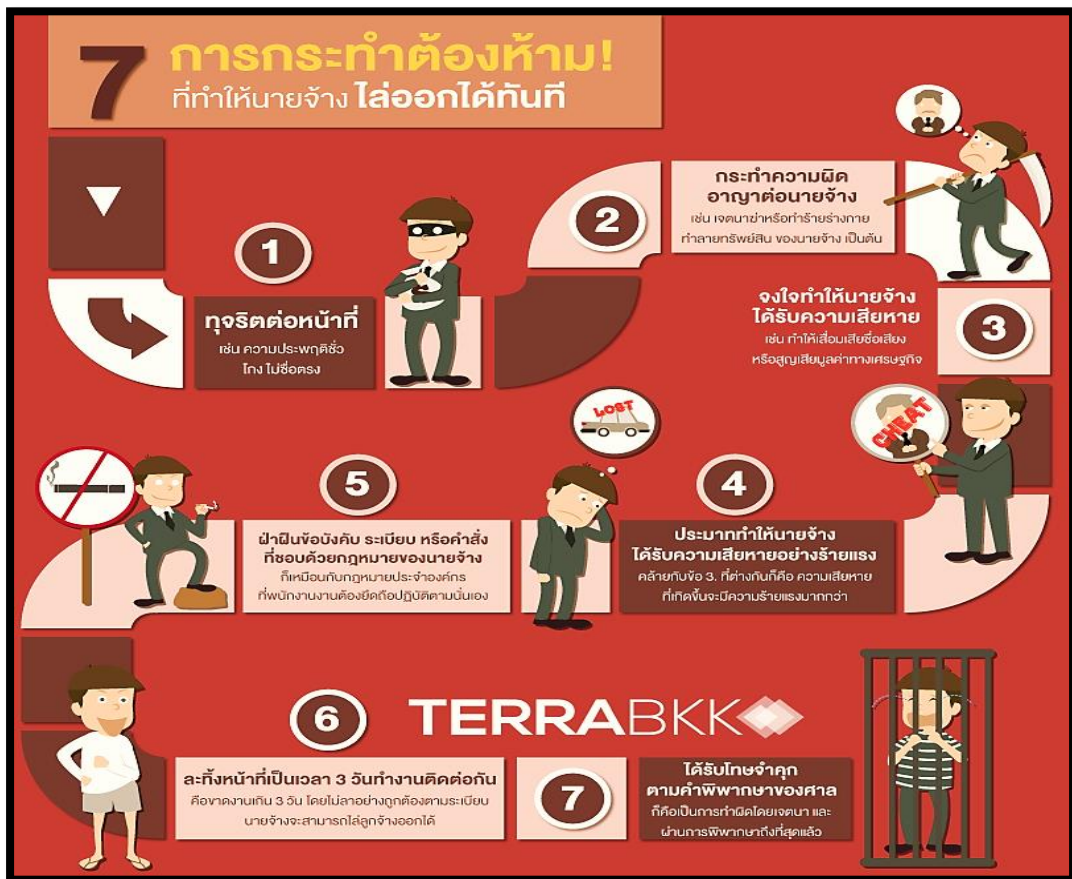 7
การกระทำต้องห้าม!
ที่ทำให้นายจ้าง ไล่ออกได้ทันที
1
ทุจริตต่อหน้าที่
เช่น ความประพฤติชั่ว
โกง ไม่ซื่อตรง
2
กระทำความผิด
อาญาต่อนายจ้าง
เช่น เจตนาฆ่าหรือทำร้ายร่างกาย
ทำลายทรัพย์สิน ของนายจ้าง เป็นต้น
3
จงใจทำให้นายจ้าง
ได้รับความเสียหาย
เช่น ทำให้เสื่อมเสียชื่อเสียง
หรือสูญเสียมูลค่าทางเศรษฐกิจ
CHEAT
LOST
4
ประมาททำให้นายจ้าง
ได้รับความเสียหายอย่างร้ายแรง
คล้ายกับข้อ 3. ที่ต่างกันก็คือ ความเสียหาย
ที่เกิดขึ้นจะมีความร้ายแรงมากกว่า
5
ฝ่าฝืนข้อบังคับ ระเบียบ หรือคำสั่ง
ที่ชอบด้วยกฎหมายของนายจ้าง
ก็เหมือนกับกฎหมายประจำองค์กร
ที่พนักงานงานต้องยึดถือปฏิบัติตามนั่นเอง
6
ละทิ้งหน้าที่เป็นเวลา 3 วันทำงานติดต่อกัน
คือขาดงานเกิน 3 วัน โดยไม่ลาอย่างถูกต้องตามระเบียบ
นายจ้างจะสามารถไล่ลูกจ้างออกได้
TERRABKK
7
ได้รับโทษจำคุก
ตามคำพิพากษาของศาล
ก็คือเป็นการทำผิดโดยเจตนา และ
ผ่านการพิพากษาถึงที่สุดแล้ว